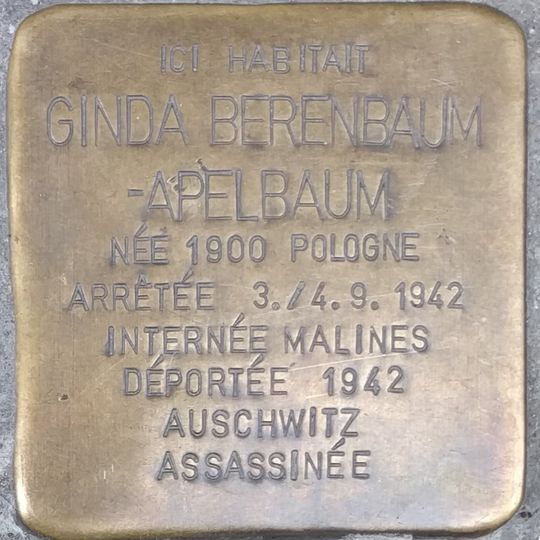 ICI HABITAIT
GINDA BERENBAUM
-APELBAUM
NÉE 1900 POLOGNE
ARRÊTÉE 3./4.9.1942
INTERNÉE MALINES
DÉPORTÉE 1942
AUSCHWITZ
ASSASSINÉE